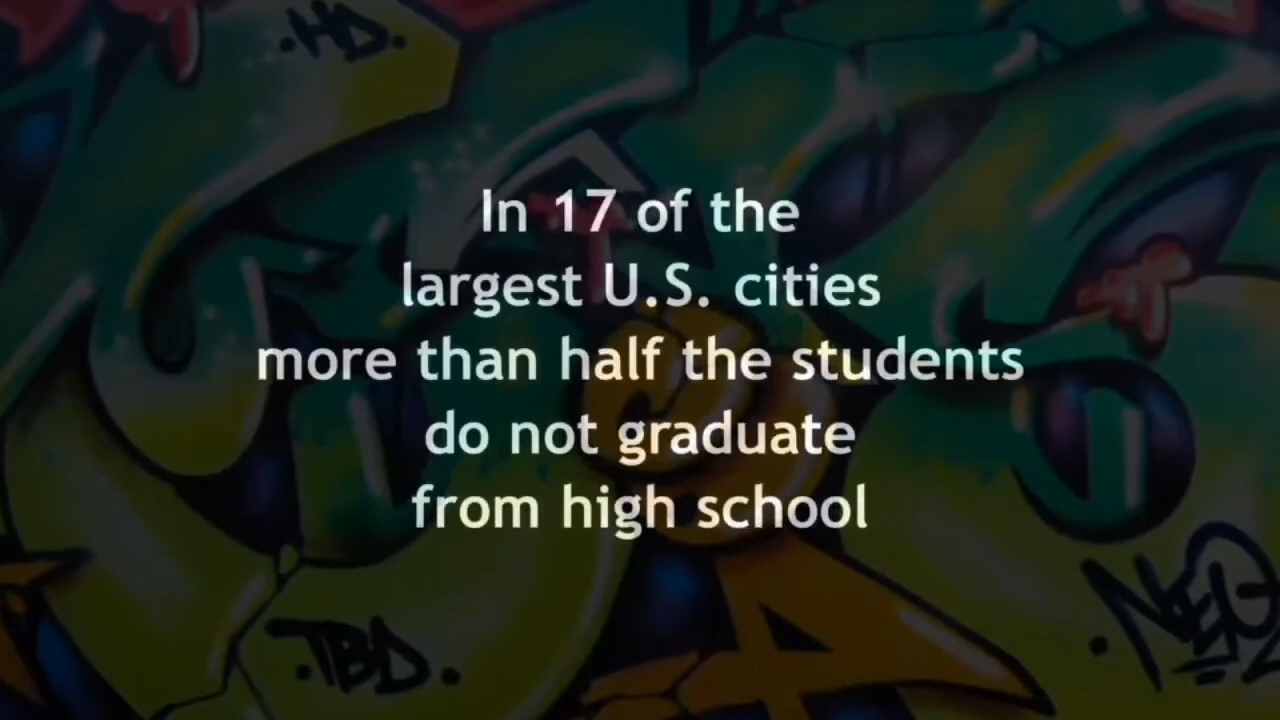 .HD.
In 17 of the
largest U.S. cities
more than half the students
do not graduate
from high school
.TBD.